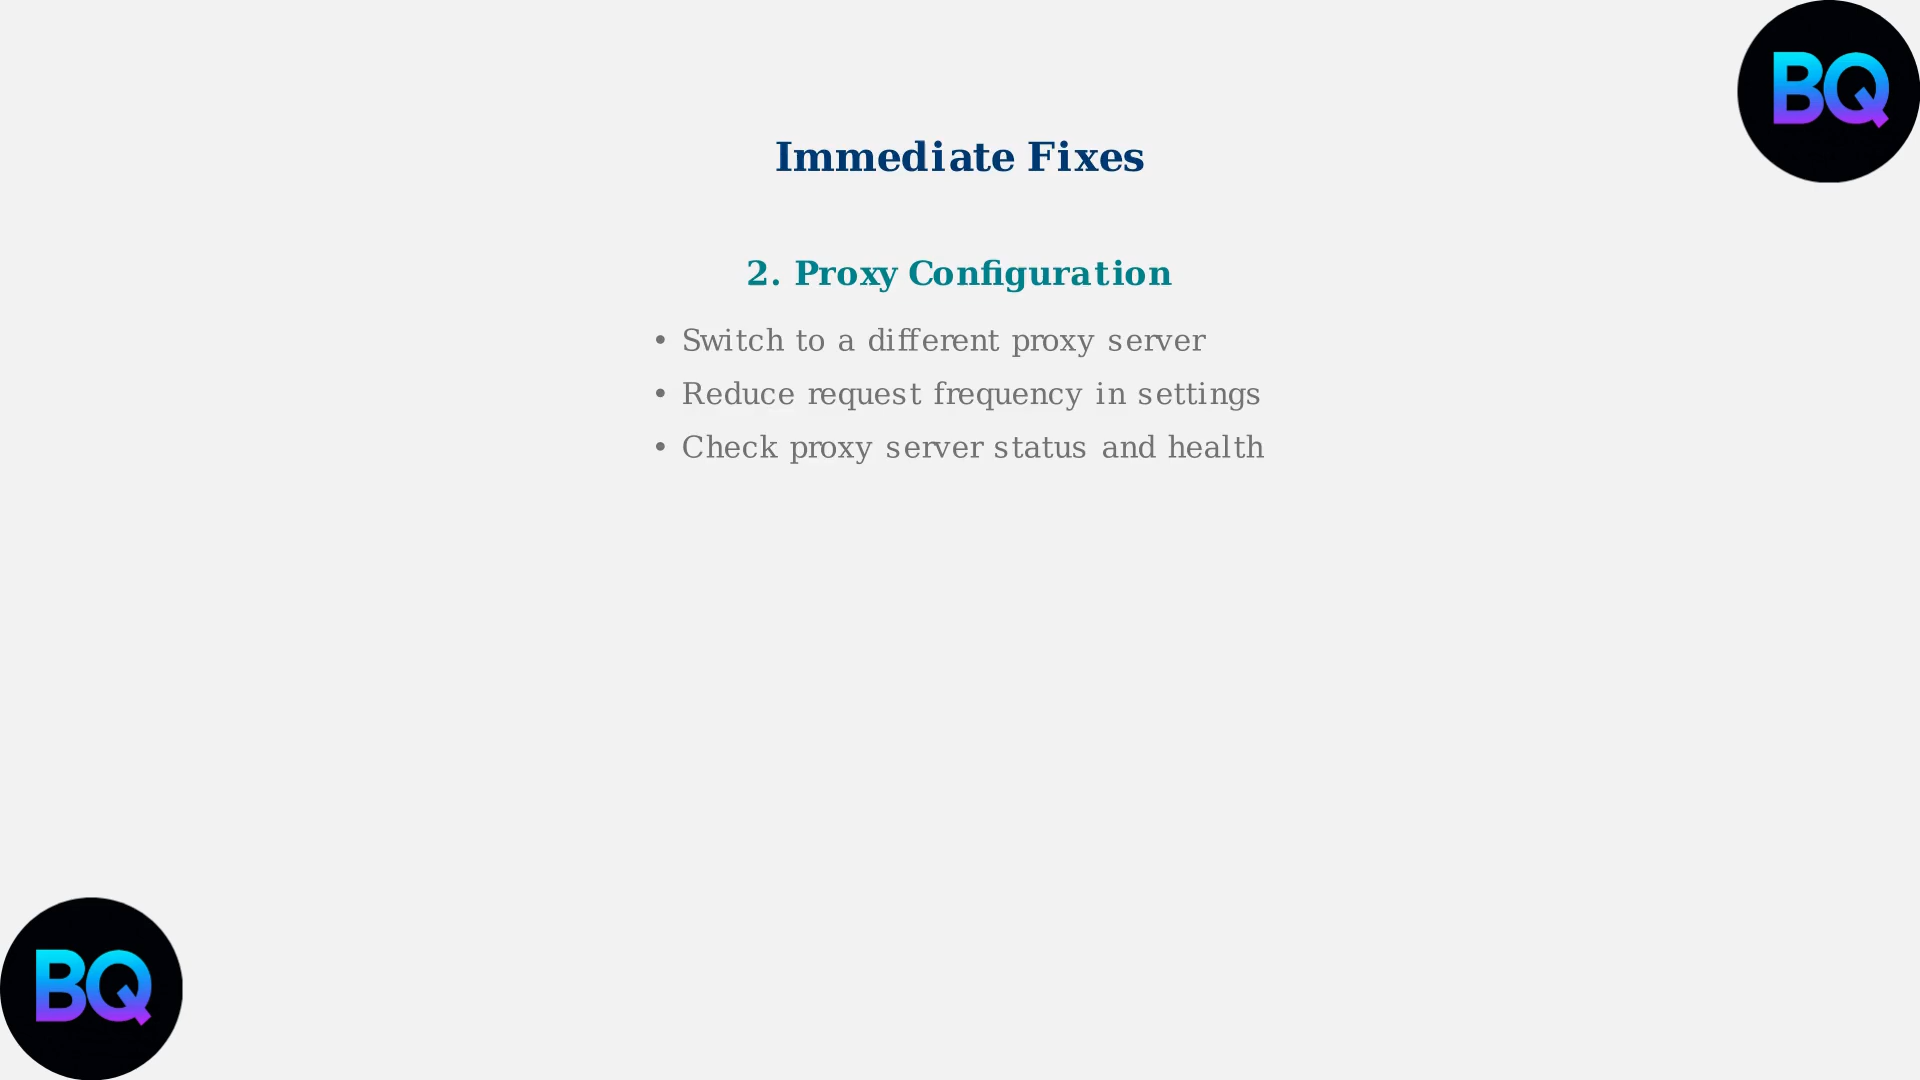 BQ
Immediate Fixes
2. Proxy Configuration
• Switch to a different proxy server
• Reduce request frequency in settings
• Check proxy server status and health
BQ